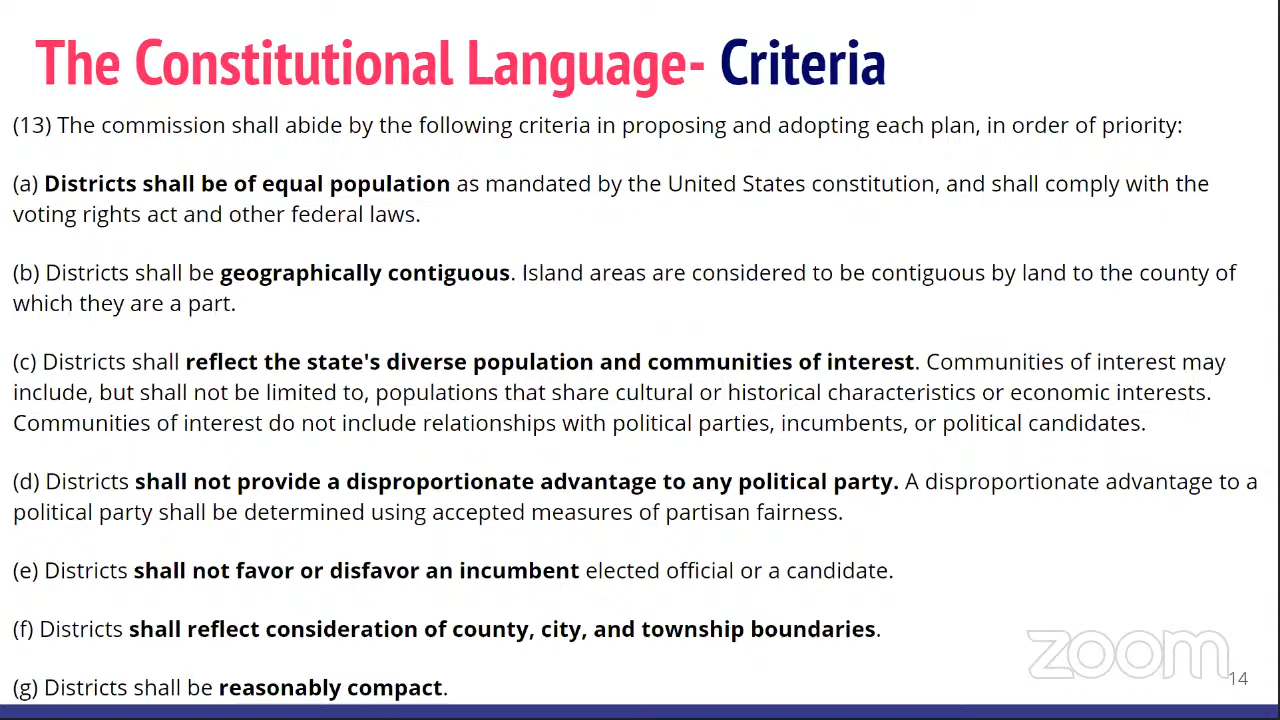 The Constitutional Language- Criteria
(13) The commission shall abide by the following criteria in proposing and adopting each plan, in order of priority:
(a) Districts shall be of equal population as mandated by the United States constitution, and shall comply with the
voting rights act and other federal laws.
(b) Districts shall be geographically contiguous. Island areas are considered to be contiguous by land to the county of
which they are a part.
(c) Districts shall reflect the state's diverse population and communities of interest. Communities of interest may
include, but shall not be limited to, populations that share cultural or historical characteristics or economic interests.
Communities of interest do not include relationships with political parties, incumbents, or political candidates.
(d) Districts shall not provide a disproportionate advantage to any political party. A disproportionate advantage to a
political party shall be determined using accepted measures of partisan fairness.
(e) Districts shall not favor or disfavor an incumbent elected official or a candidate.
(f) Districts shall reflect consideration of county, city, and township boundaries.
(g) Districts shall be reasonably compact.
zoom
14